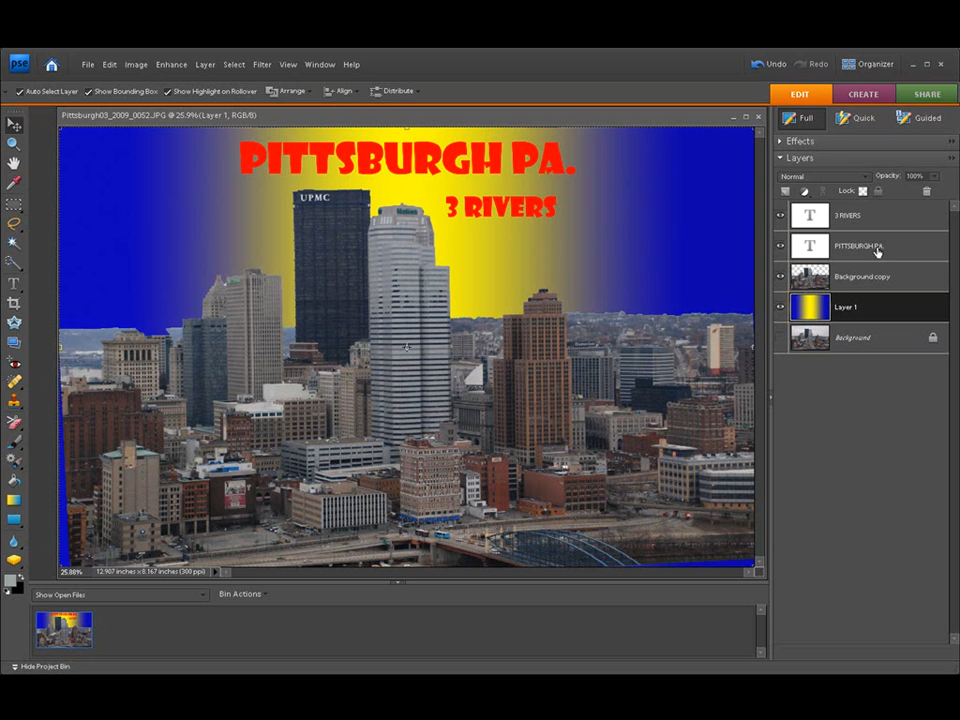 pse File Edit Image Enhance Layer Select Filter View Window Help Undo Redo Organizer
Auto Select Layer Show Bounding Box Show Highlight on Rollover Arrange Align Distribute EDIT CREATE SHARE
Pittsburgh03_2009_0052.JPG @ 25.9% (Layer 1, RGB/8)
Full Quick Guided
Effects
Layers
Normal Opacity: 100%
Lock:
PITTSBURGH PA.
3 RIVERS
UPMC
T 3 RIVERS
T PITTSBURGH PA.
Background copy
Layer 1
Background
25.88% 12.907 inches x 8.167 inches (300 ppi)
Show Open Files Bin Actions
Hide Project Bin